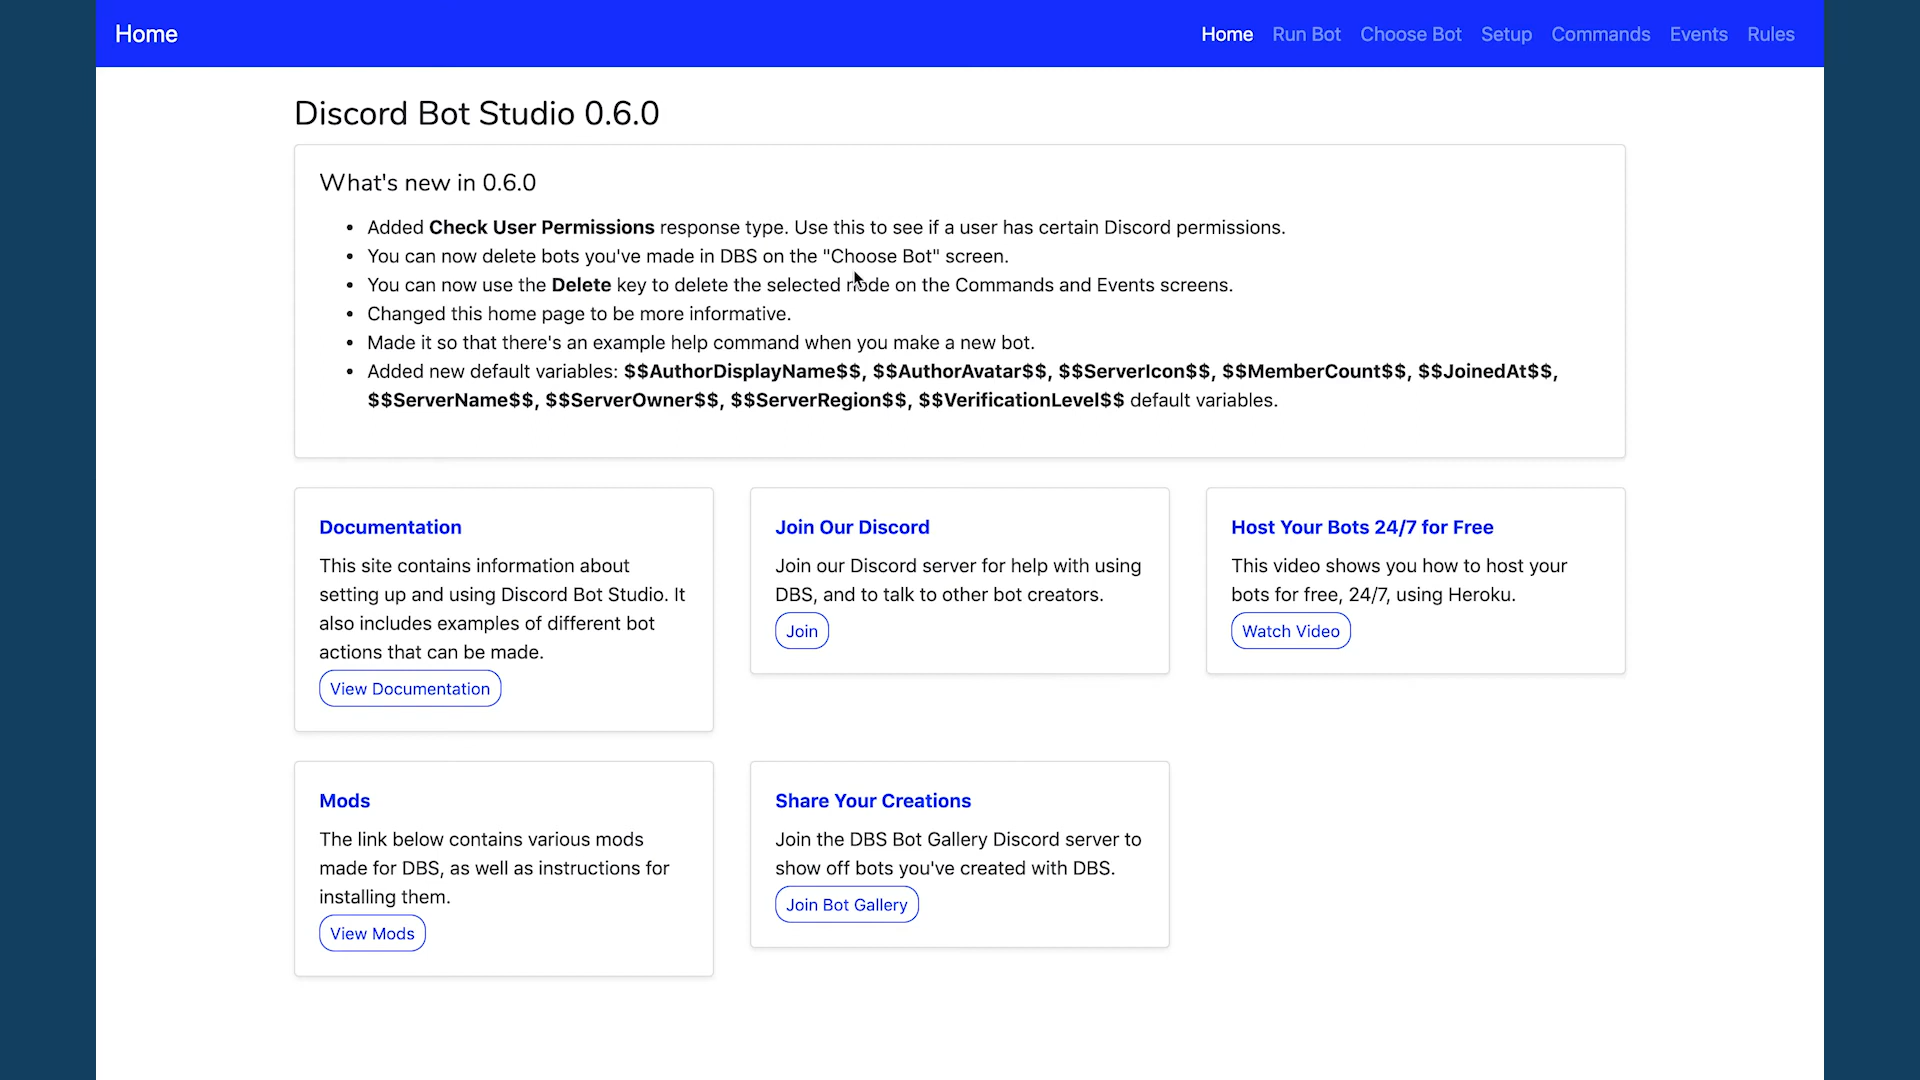 Home
Home Run Bot Choose Bot Setup Commands Events Rules
Discord Bot Studio 0.6.0
What's new in 0.6.0
• Added Check User Permissions response type. Use this to see if a user has certain Discord permissions.
• You can now delete bots you've made in DBS on the "Choose Bot" screen.
• You can now use the Delete key to delete the selected node on the Commands and Events screens.
• Changed this home page to be more informative.
• Made it so that there's an example help command when you make a new bot.
• Added new default variables: $$AuthorDisplayName$$, $$AuthorAvatar$$, $$ServerIcon$$, $$MemberCount$$, $$JoinedAt$$,
$$ServerName$$, $$ServerOwner$$, $$ServerRegion$$, $$VerificationLevel$$ default variables.
Documentation
This site contains information about
setting up and using Discord Bot Studio. It
also includes examples of different bot
actions that can be made.
View Documentation
Join Our Discord
Join our Discord server for help with using
DBS, and to talk to other bot creators.
Join
Host Your Bots 24/7 for Free
This video shows you how to host your
bots for free, 24/7, using Heroku.
Watch Video
Mods
The link below contains various mods
made for DBS, as well as instructions for
installing them.
View Mods
Share Your Creations
Join the DBS Bot Gallery Discord server to
show off bots you've created with DBS.
Join Bot Gallery